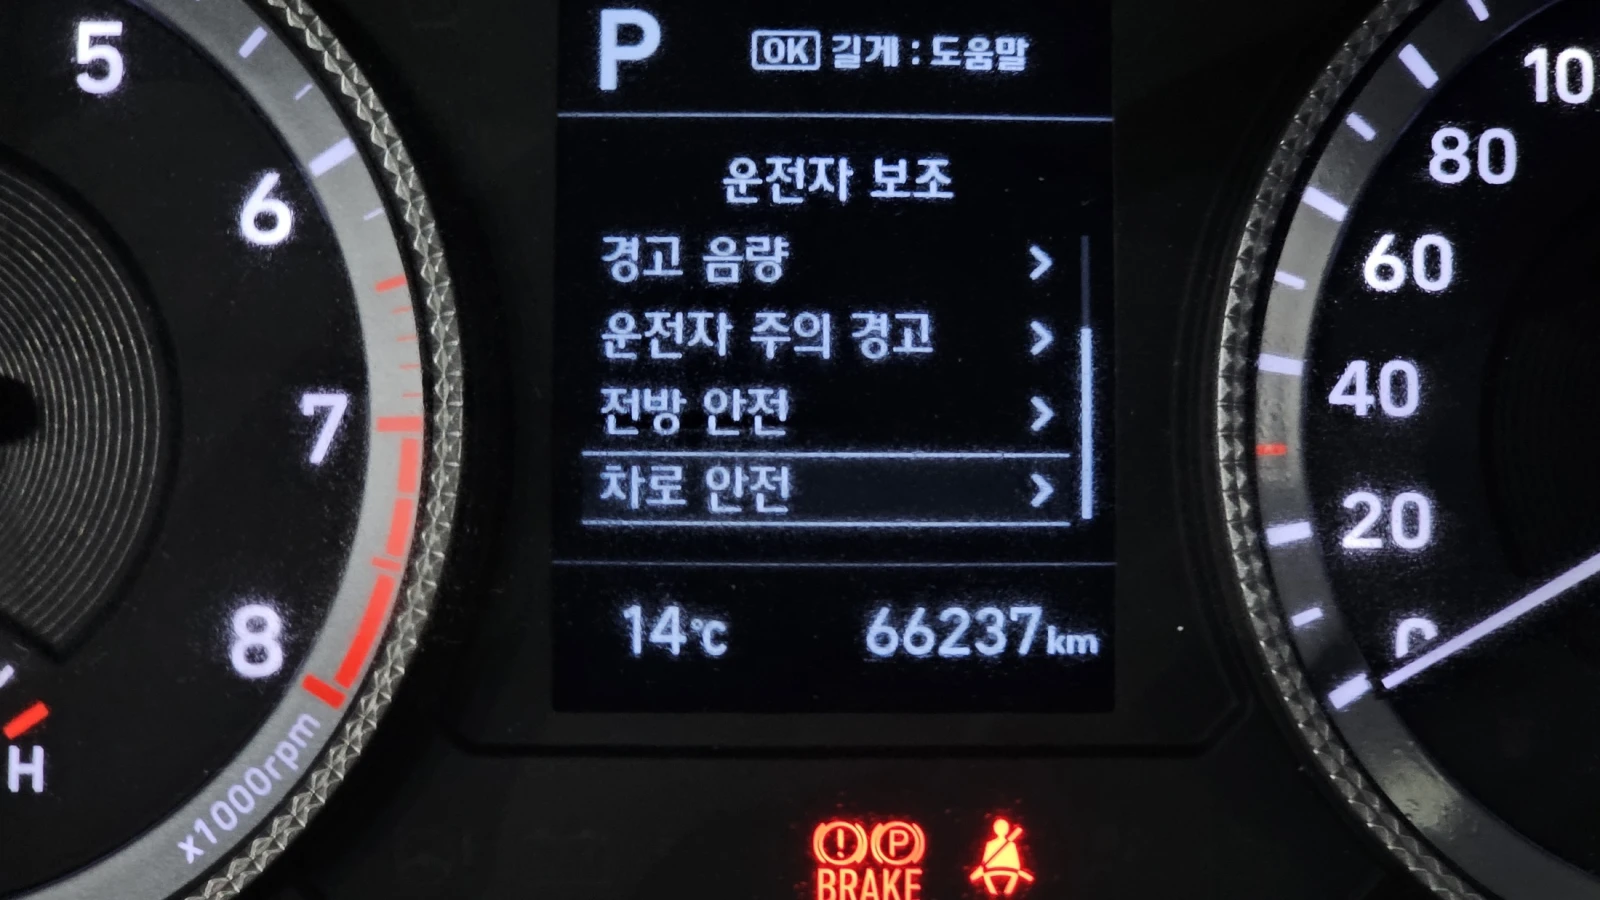 P
OK 길게 : 도움말
운전자 보조
경고 음량
운전자 주의 경고
전방 안전
차로 안전
14℃ 66237km
5
6
7
8
x1000rpm
H
10
80
60
40
20
0
P
BRAKE